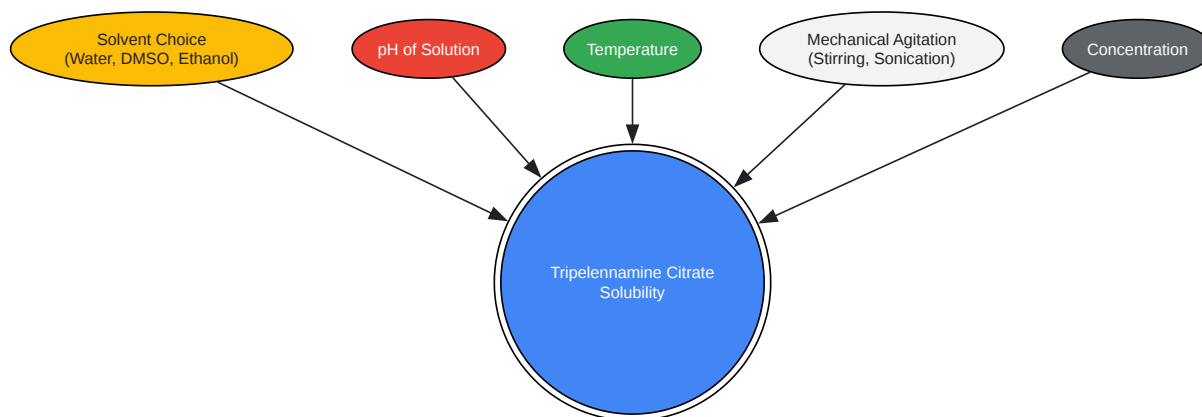 Solvent Choice
(Water, DMSO, Ethanol)
pH of Solution
Temperature
Mechanical Agitation
(Stirring, Sonication)
Concentration
Tripelennamine Citrate
Solubility